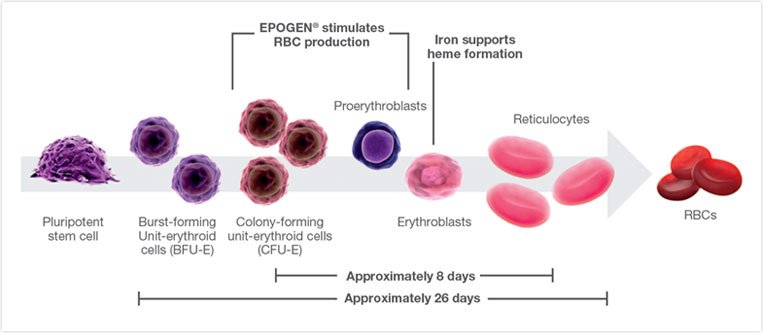 EPOGEN® stimulates
RBC production
Iron supports
heme formation
Proerythroblasts
Reticulocytes
Pluripotent
stem cell
Burst-forming
Unit-erythroid
cells (BFU-E)
Colony-forming
unit-erythroid cells
(CFU-E)
Erythroblasts
RBCs
Approximately 8 days
Approximately 26 days